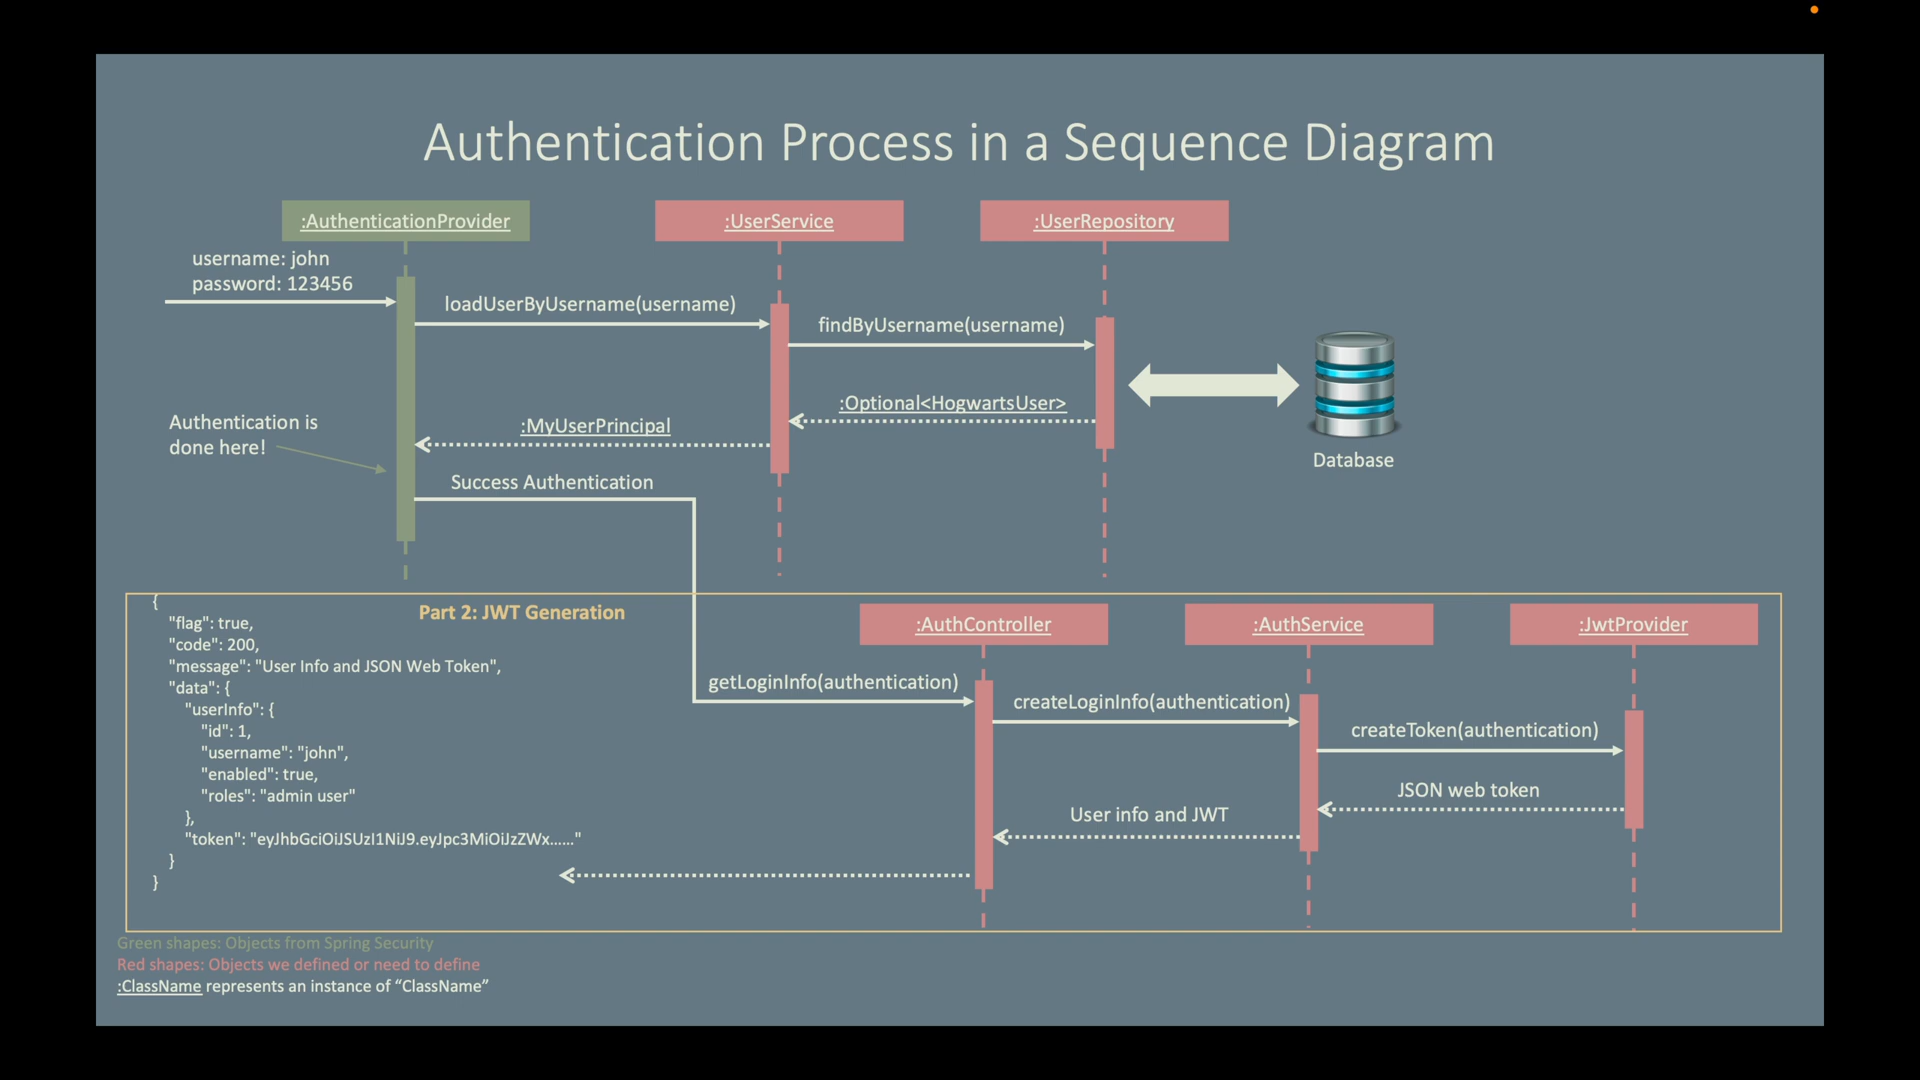 Authentication Process in a Sequence Diagram
:AuthenticationProvider
:UserService
:UserRepository
username: john
password: 123456
loadUserByUsername(username)
findByUsername(username)
:Optional<HogwartsUser>
:MyUserPrincipal
Authentication is
done here!
Success Authentication
Database
Part 2: JWT Generation
{
"flag": true,
"code": 200,
"message": "User Info and JSON Web Token",
"data": {
"userInfo": {
"id": 1,
"username": "john",
"enabled": true,
"roles": "admin user"
},
"token": "eyJhbGciOiJSUzI1NiJ9.eyJpc3MiOiJzZWx......"
}
}
:AuthController
:AuthService
:JwtProvider
getLoginInfo(authentication)
createLoginInfo(authentication)
createToken(authentication)
JSON web token
User info and JWT
Green shapes: Objects from Spring Security
Red shapes: Objects we defined or need to define
:ClassName represents an instance of “ClassName”